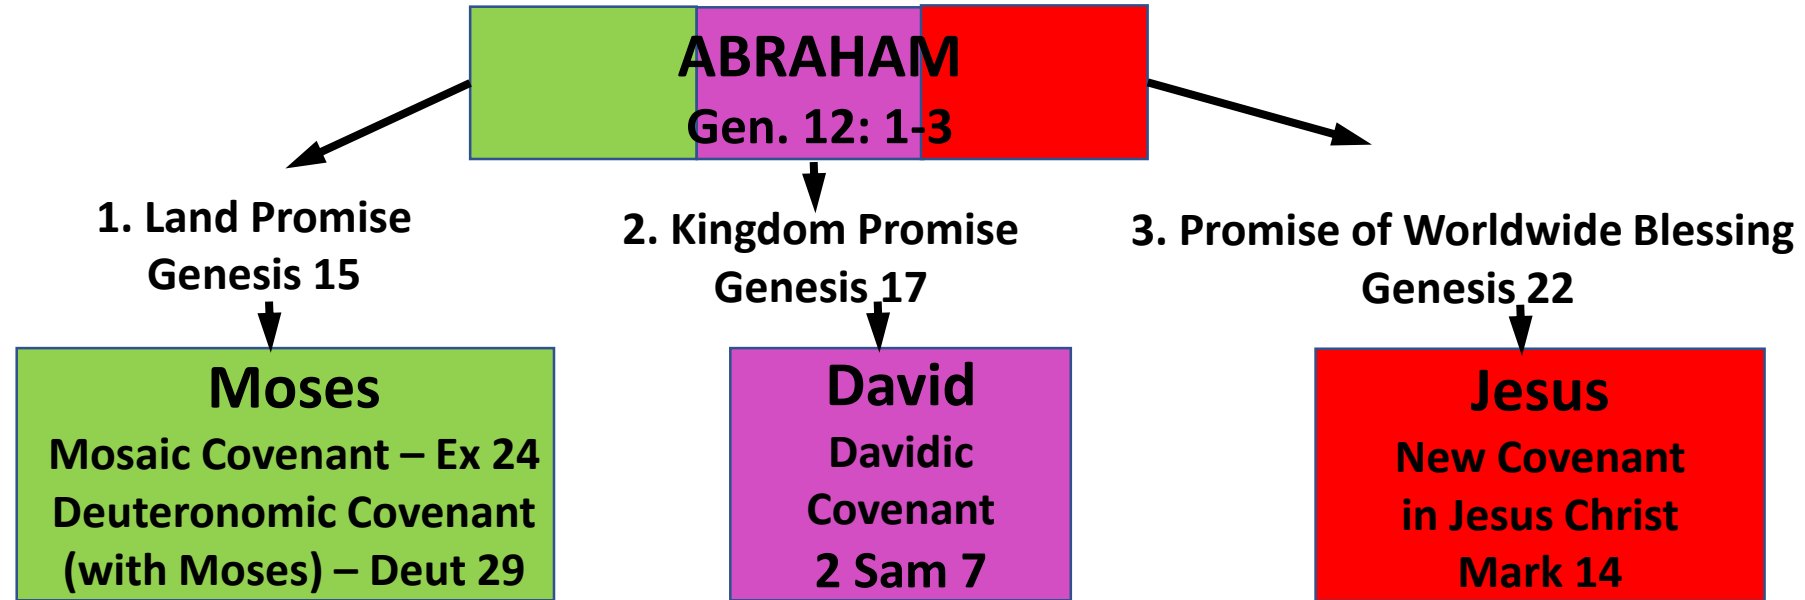 ABRAHAM
Gen. 12: 1-3
1. Land Promise
Genesis 15
2. Kingdom Promise
Genesis 17
3. Promise of Worldwide Blessing
Genesis 22
Moses
Mosaic Covenant – Ex 24
Deuteronomic Covenant
(with Moses) – Deut 29
David
Davidic
Covenant
2 Sam 7
Jesus
New Covenant
in Jesus Christ
Mark 14